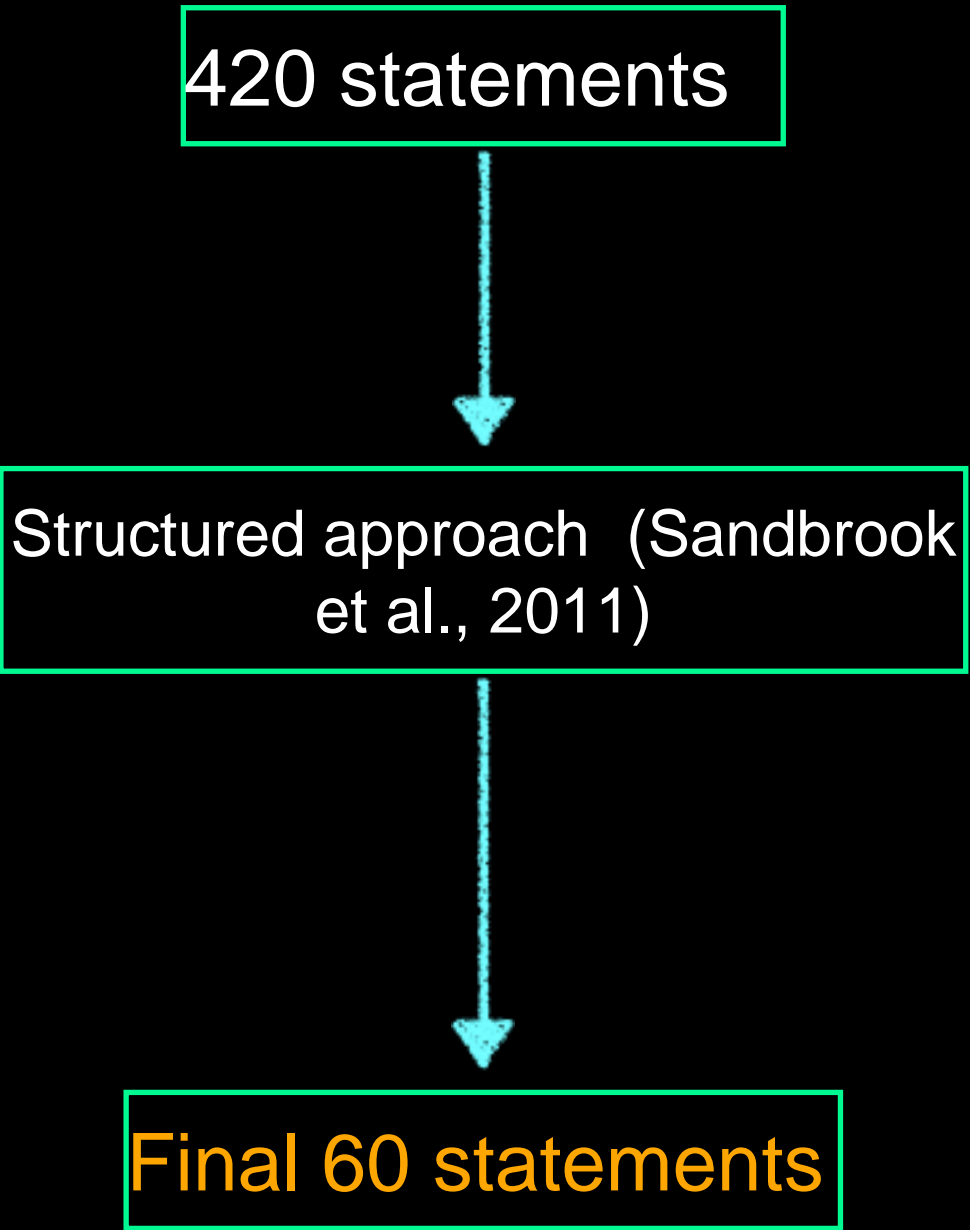 420 statements
Structured approach (Sandbrook
et al., 2011)
Final 60 statements